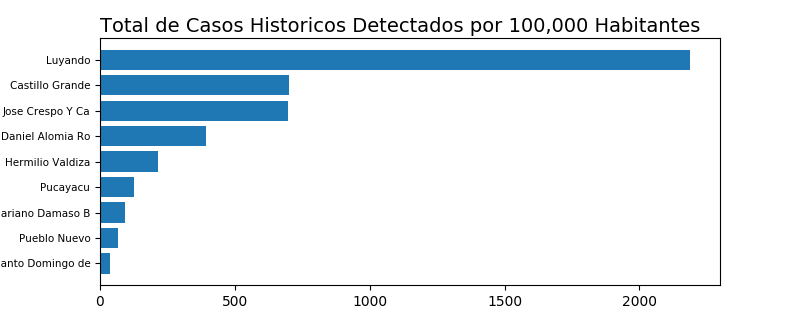 Total de Casos Historicos Detectados por 100,000 Habitantes
Luyando
Castillo Grande
Jose Crespo Y Ca
Daniel Alomia Ro
Hermilio Valdiza
Pucayacu
ariano Damaso B
Pueblo Nuevo
anto Domingo de
0 500 1000 1500 2000